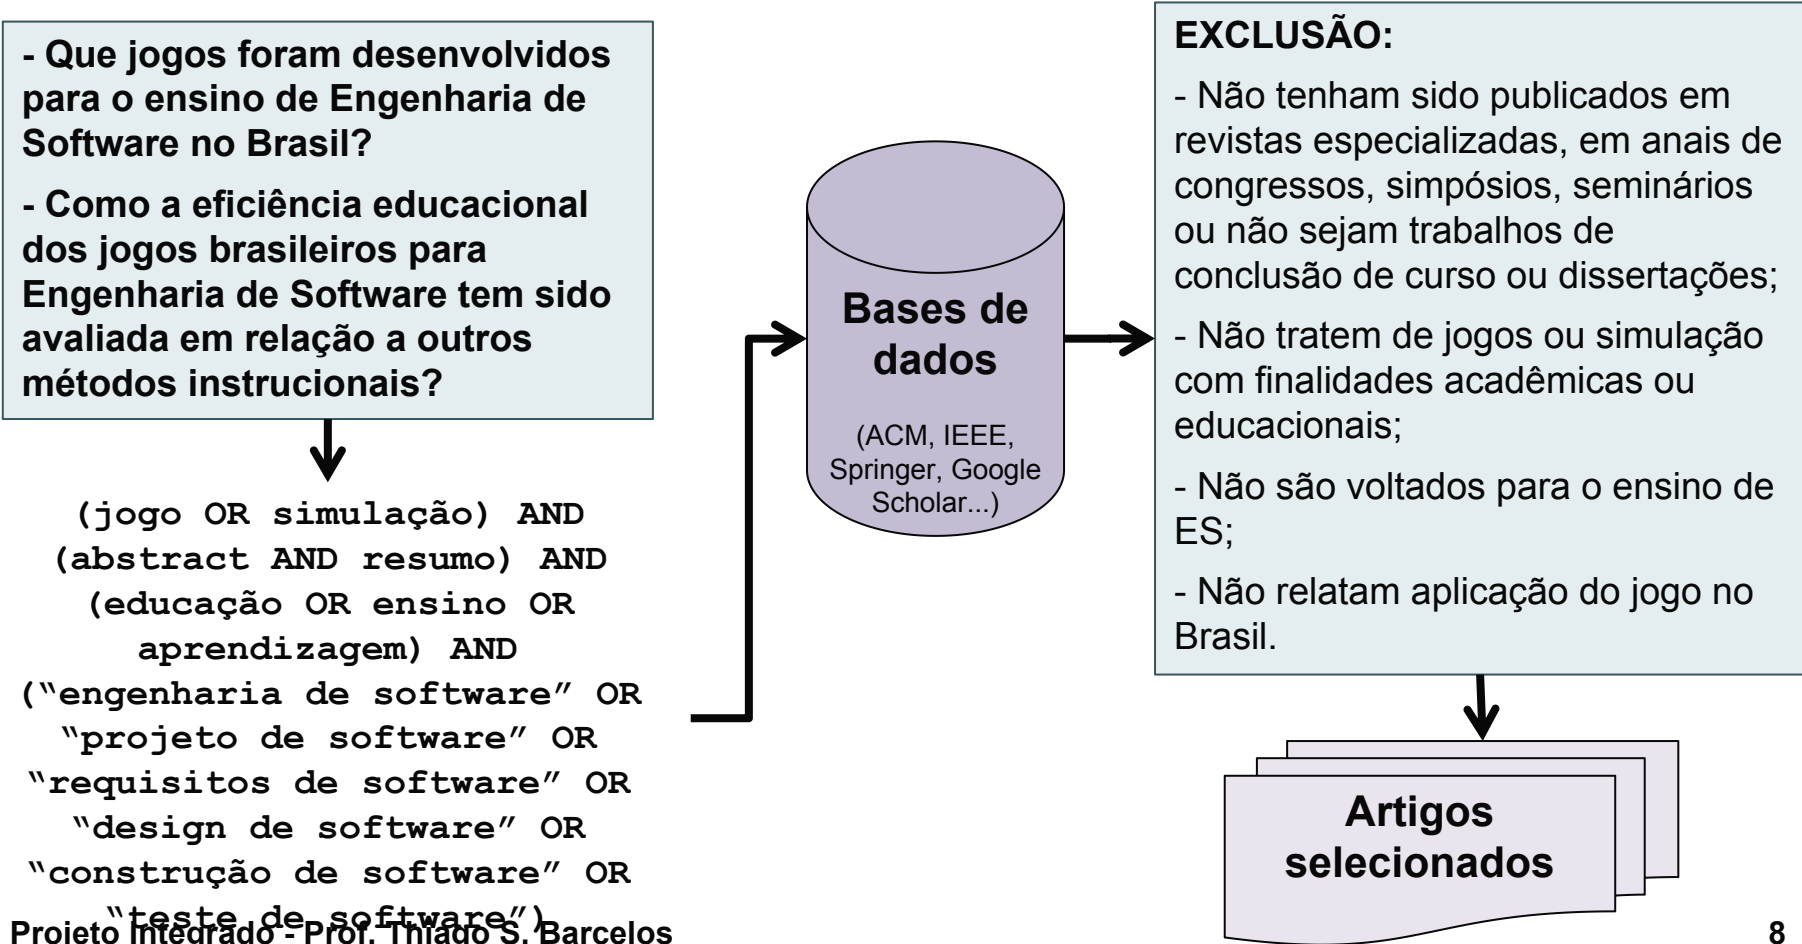 - Que jogos foram desenvolvidos
para o ensino de Engenharia de
Software no Brasil?
- Como a eficiência educacional
dos jogos brasileiros para
Engenharia de Software tem sido
avaliada em relação a outros
métodos instrucionais?
(jogo OR simulação) AND
(abstract AND resumo) AND
(educação OR ensino OR
aprendizagem) AND
(“engenharia de software” OR
“projeto de software” OR
“requisitos de software” OR
“design de software” OR
“construção de software” OR
“teste de software”)
Bases de
dados
(ACM, IEEE,
Springer, Google
Scholar...)
EXCLUSÃO:
- Não tenham sido publicados em
revistas especializadas, em anais de
congressos, simpósios, seminários
ou não sejam trabalhos de
conclusão de curso ou dissertações;
- Não tratem de jogos ou simulação
com finalidades acadêmicas ou
educacionais;
- Não são voltados para o ensino de
ES;
- Não relatam aplicação do jogo no
Brasil.
Artigos
selecionados
Projeto Integrado - Prof. Thiago S. Barcelos
8